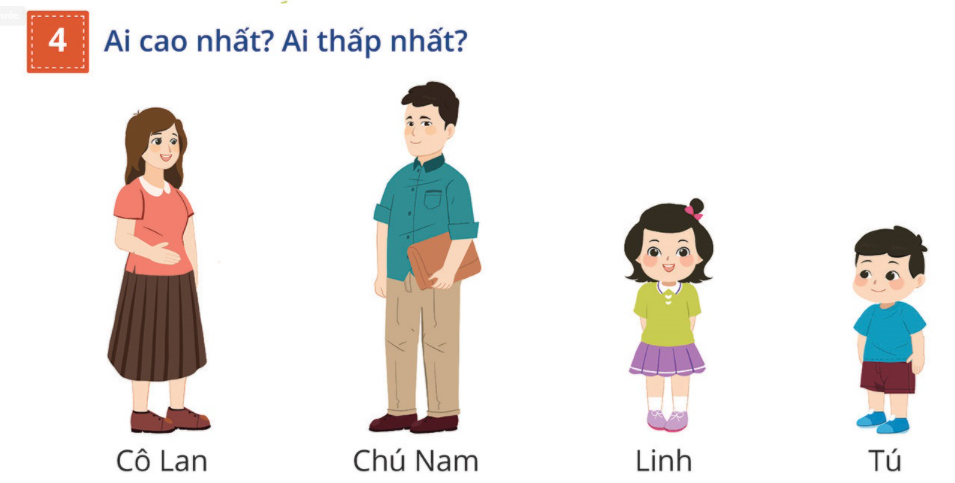 4 Ai cao nhất? Ai thấp nhất?
Cô Lan Chú Nam Linh Tú